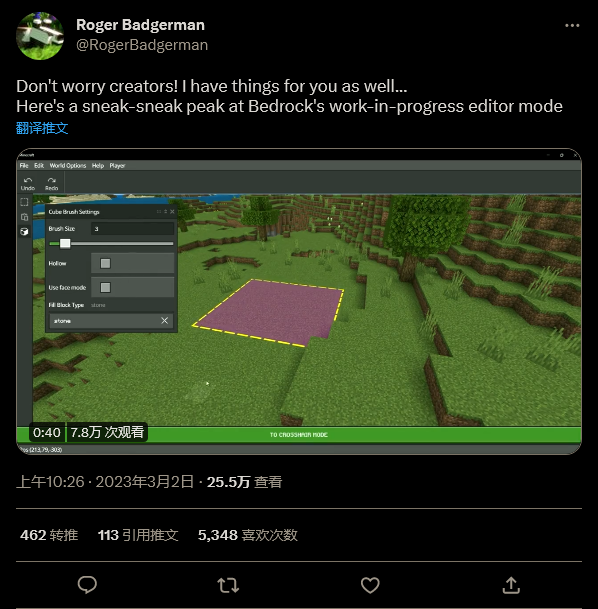 Roger Badgerman
@RogerBadgerman
Don't worry creators! I have things for you as well...
Here's a sneak-sneak peak at Bedrock's work-in-progress editor mode
翻译推文
Minecraft
File Edit World Options Help Player
Undo Redo
Cube Brush Settings
Brush Size 3
Hollow
Use face mode
Fill Block Type stone
stone
0:40 7.8万 次观看
TO CROSSHAIR MODE
(213,79,-303)
上午10:26 · 2023年3月2日 · 25.5万 查看
462 转推 113 引用推文 5,348 喜欢次数